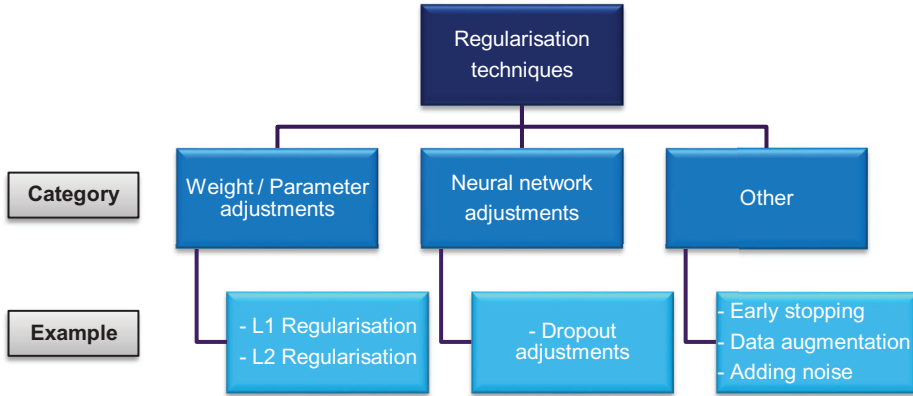 Regularisation
techniques
Category
Weight / Parameter
adjustments
Neural network
adjustments
Other
Example
- L1 Regularisation
- L2 Regularisation
- Dropout
adjustments
- Early stopping
- Data augmentation
- Adding noise